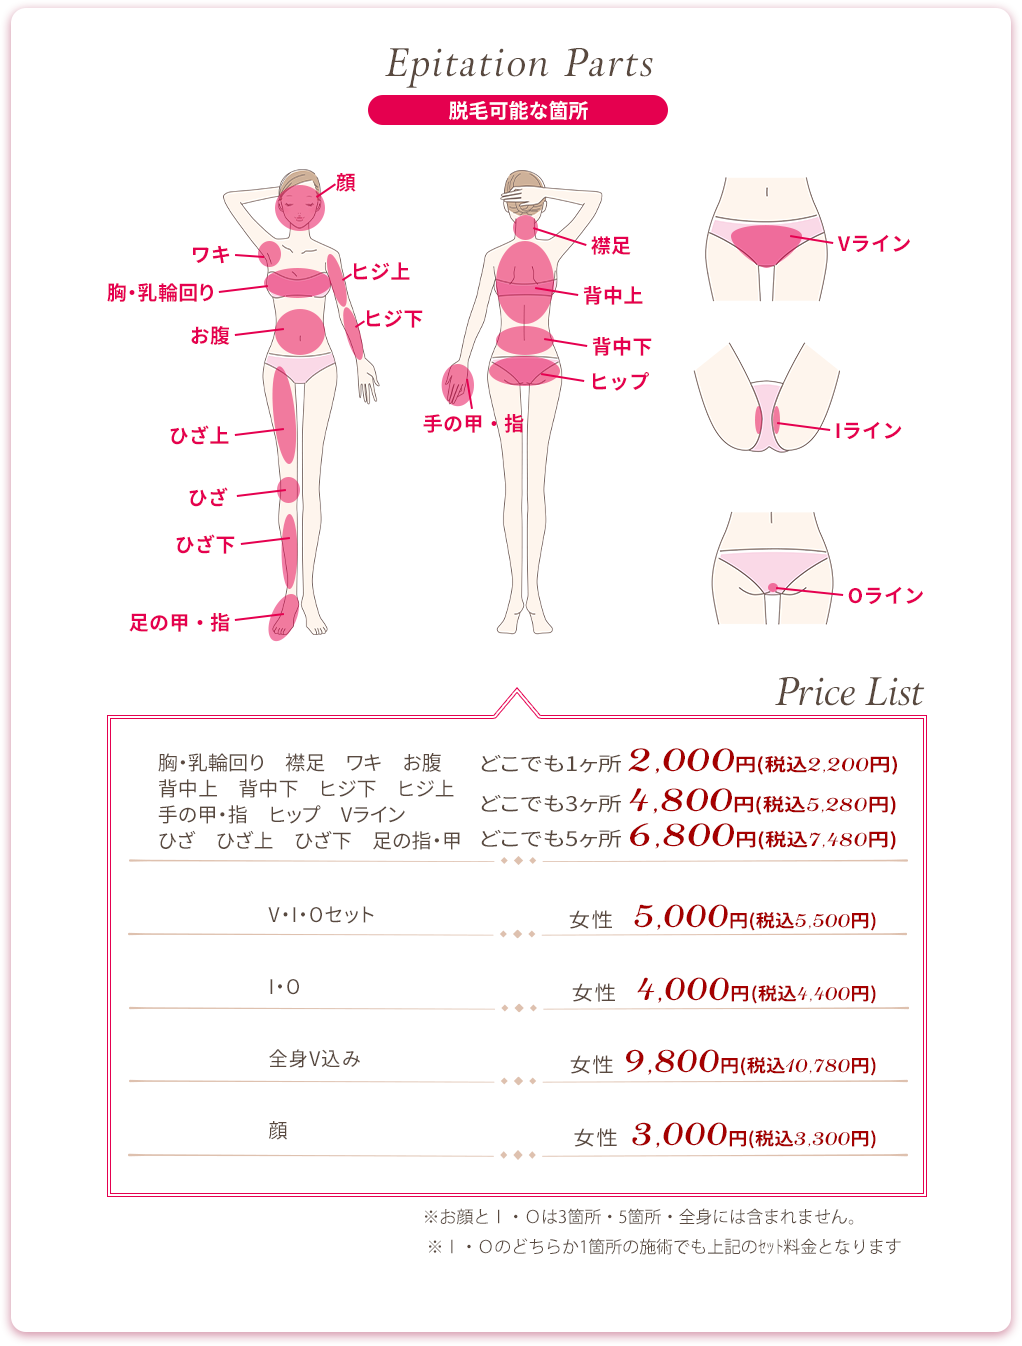 Epitation Parts
脱毛可能な箇所
顔
ワキ
胸・乳輪回り
お腹
ヒジ上
ヒジ下
ひざ上
ひざ
ひざ下
足の甲・指
襟足
背中上
背中下
ヒップ
手の甲・指
Vライン
Iライン
Oライン
Price List
胸・乳輪回り　襟足　ワキ　お腹
背中上　背中下　ヒジ下　ヒジ上
手の甲・指　ヒップ　Vライン
ひざ　ひざ上　ひざ下　足の指・甲
どこでも1ヶ所 2,000円(税込2,200円)
どこでも3ヶ所 4,800円(税込5,280円)
どこでも5ヶ所 6,800円(税込7,480円)
V・I・Oセット　女性　5,000円(税込5,500円)
I・O　女性　4,000円(税込4,400円)
全身V込み　女性　9,800円(税込10,780円)
顔　女性　3,000円(税込3,300円)
※お顔とＩ・Ｏは3箇所・5箇所・全身には含まれません。
※Ｉ・Ｏのどちらか1箇所の施術でも上記のｾｯﾄ料金となります